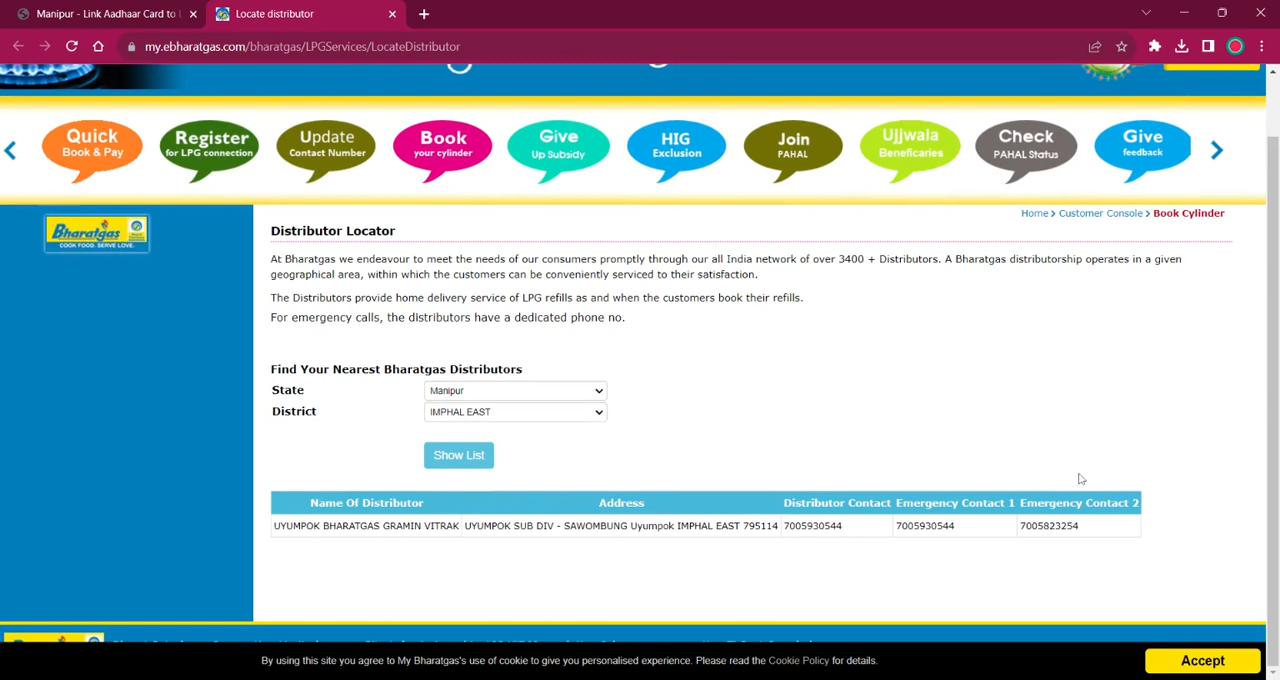 Manipur - Link Aadhaar Card to
Locate distributor
my.ebharatgas.com/bharatgas/LPGServices/LocateDistributor
Quick
Book & Pay
Register
for LPG connection
Update
Contact Number
Book
your cylinder
Give
Up Subsidy
HIG
Exclusion
Join
PAHAL
Ujjwala
Beneficaries
Check
PAHAL Status
Give
feedback
Bharatgas
COOK FOOD. SERVE LOVE.
Home > Customer Console > Book Cylinder
Distributor Locator
At Bharatgas we endeavour to meet the needs of our consumers promptly through our all India network of over 3400 + Distributors. A Bharatgas distributorship operates in a given
geographical area, within which the customers can be conveniently serviced to their satisfaction.
The Distributors provide home delivery service of LPG refills as and when the customers book their refills.
For emergency calls, the distributors have a dedicated phone no.
Find Your Nearest Bharatgas Distributors
State Manipur
District IMPHAL EAST
Show List
Name Of Distributor Address Distributor Contact Emergency Contact 1 Emergency Contact 2
UYUMPOK BHARATGAS GRAMIN VITRAK UYUMPOK SUB DIV - SAWOMBUNG Uyumpok IMPHAL EAST 795114 7005930544 7005930544 7005823254
By using this site you agree to My Bharatgas's use of cookie to give you personalised experience. Please read the Cookie Policy for details.
Accept